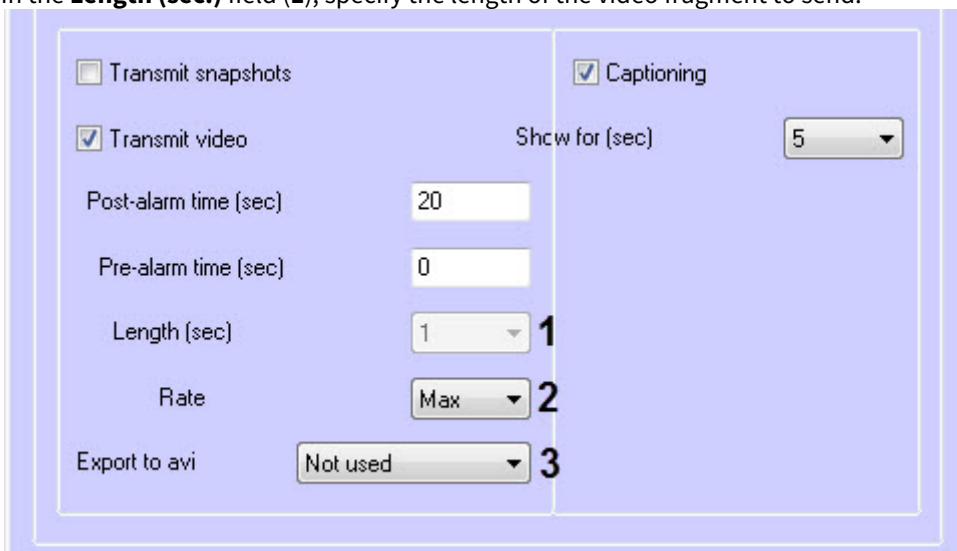 In the Length (sec.) field (1), specify the length of the video fragment to send.
Transmit snapshots
Captioning
Transmit video
Show for (sec)
5
Post-alarm time (sec)
20
Pre-alarm time (sec)
0
Length (sec)
1
1
Rate
Max
2
Export to avi
Not used
3